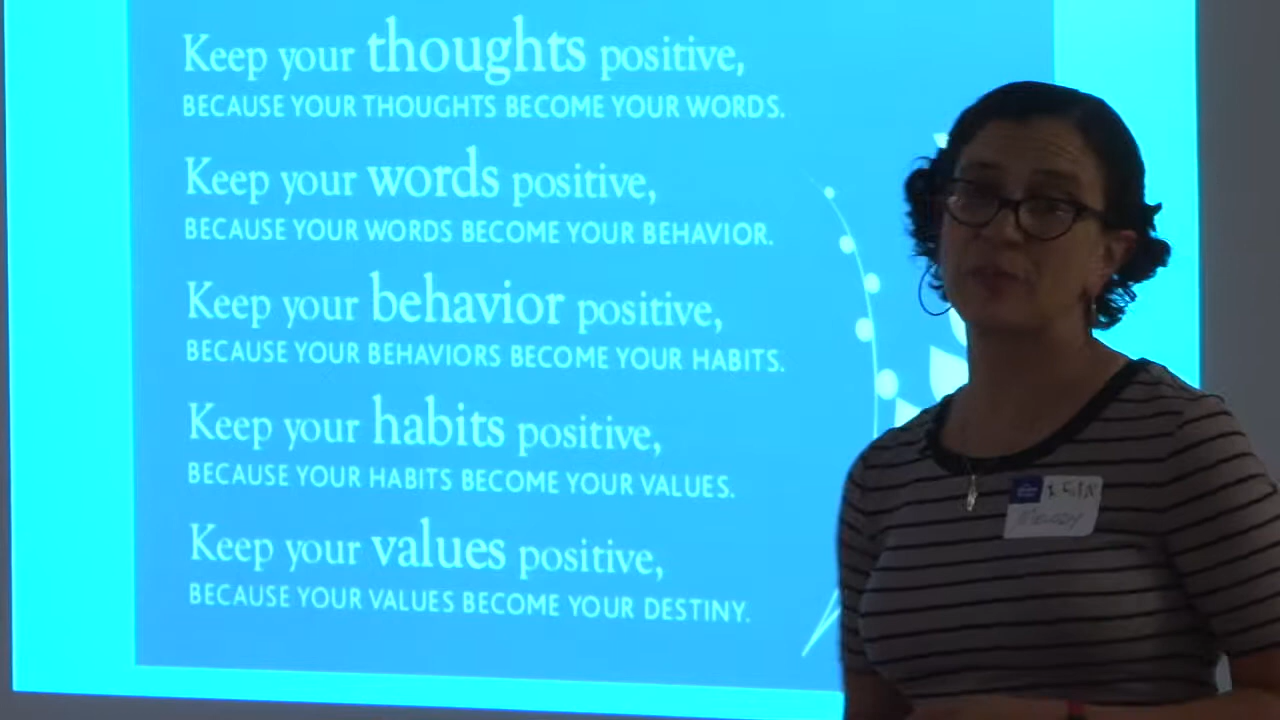 Keep your thoughts positive,
BECAUSE YOUR THOUGHTS BECOME YOUR WORDS.
Keep your words positive,
BECAUSE YOUR WORDS BECOME YOUR BEHAVIOR.
Keep your behavior positive,
BECAUSE YOUR BEHAVIORS BECOME YOUR HABITS.
Keep your habits positive,
BECAUSE YOUR HABITS BECOME YOUR VALUES.
Keep your values positive,
BECAUSE YOUR VALUES BECOME YOUR DESTINY.